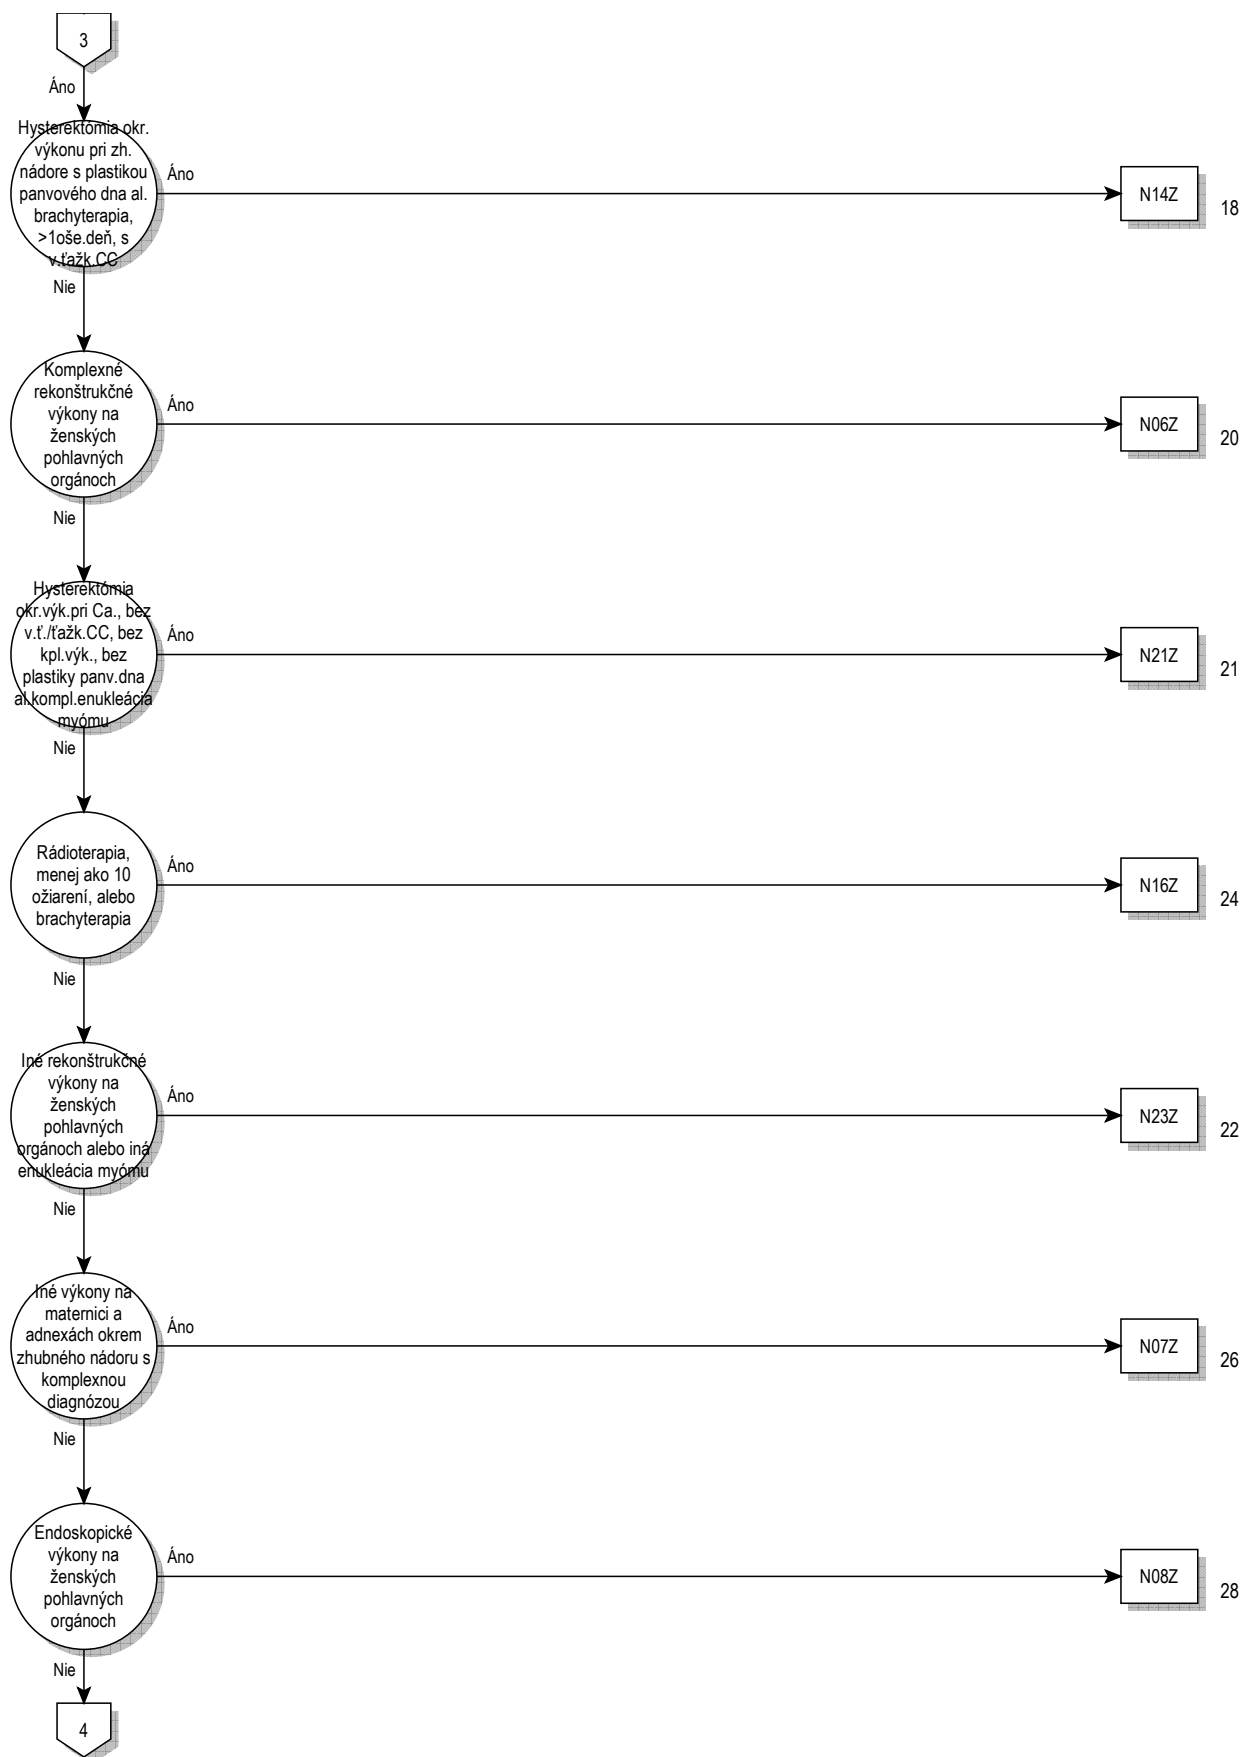 3
Áno
Hysterektómia okr.
výkonu pri zh.
nádore s plastikou
panvového dna al.
brachyterapia,
>1oše.deň, s
v.ťažk.CC
Áno
N14Z
18
Nie
Komplexné
rekonštrukčné
výkony na
ženských
pohlavných
orgánoch
Áno
N06Z
20
Nie
Hysterektómia
okr.výk.pri Ca., bez
v.ť./ťažk.CC, bez
kpl.výk., bez
plastiky panv.dna
al.kompl.enukleácia
myómu
Áno
N21Z
21
Nie
Rádioterapia,
menej ako 10
ožiarení, alebo
brachyterapia
Áno
N16Z
24
Nie
Iné rekonštrukčné
výkony na
ženských
pohlavných
orgánoch alebo iná
enukleácia myómu
Áno
N23Z
22
Nie
Iné výkony na
maternici a
adnexách okrem
zhubného nádoru s
komplexnou
diagnózou
Áno
N07Z
26
Nie
Endoskopické
výkony na
ženských
pohlavných
orgánoch
Áno
N08Z
28
Nie
4